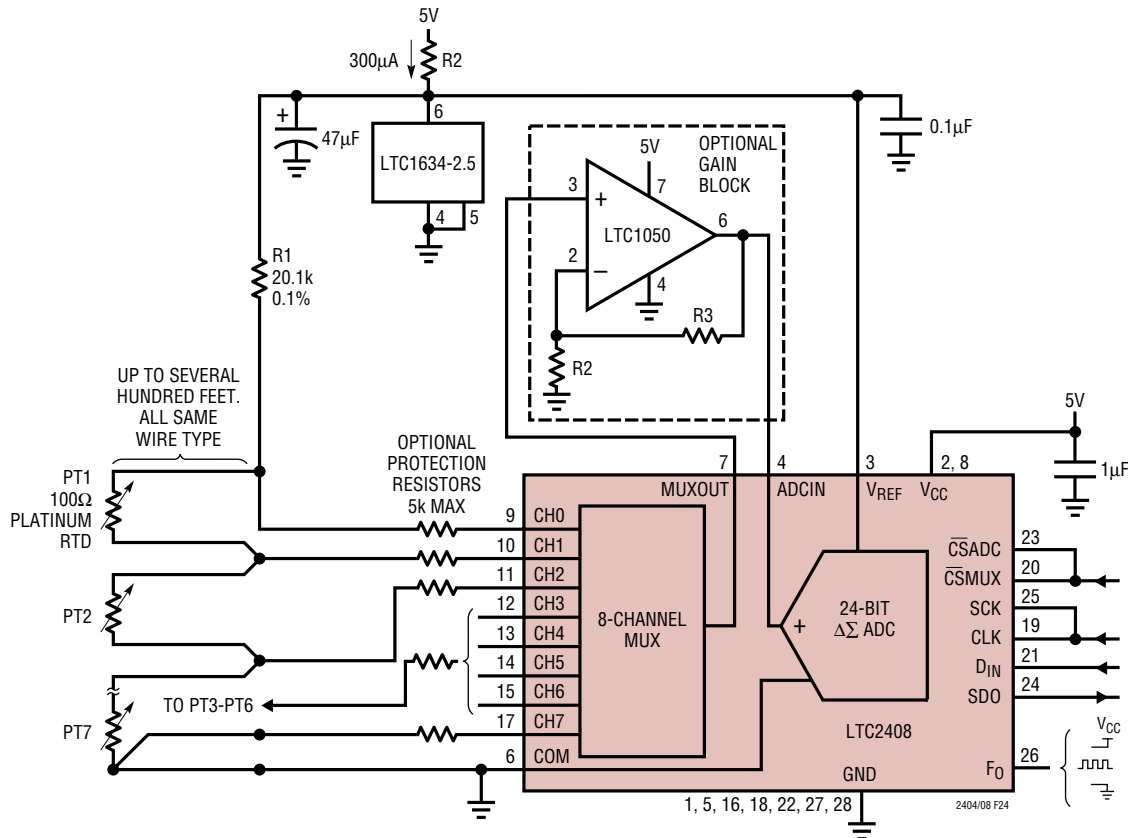 5V
300µA
R2
6
47µF
+
LTC1634-2.5
4
5
0.1µF
OPTIONAL
GAIN
BLOCK
5V
7
3
+
6
LTC1050
2
–
4
R3
R2
R1
20.1k
0.1%
UP TO SEVERAL
HUNDRED FEET.
ALL SAME
WIRE TYPE
PT1
100Ω
PLATINUM
RTD
PT2
PT7
OPTIONAL
PROTECTION
RESISTORS
5k MAX
TO PT3-PT6
5V
1µF
7
4
3
2, 8
MUXOUT
ADCIN
VREF
VCC
9
CH0
10
CH1
11
CH2
12
CH3
13
CH4
14
CH5
15
CH6
17
CH7
6
COM
8-CHANNEL
MUX
+
24-BIT
ΔΣ ADC
LTC2408
CSADC
23
CSMUX
20
SCK
25
CLK
19
DIN
21
SDO
24
FO
26
VCC
GND
1, 5, 16, 18, 22, 27, 28
2404/08 F24